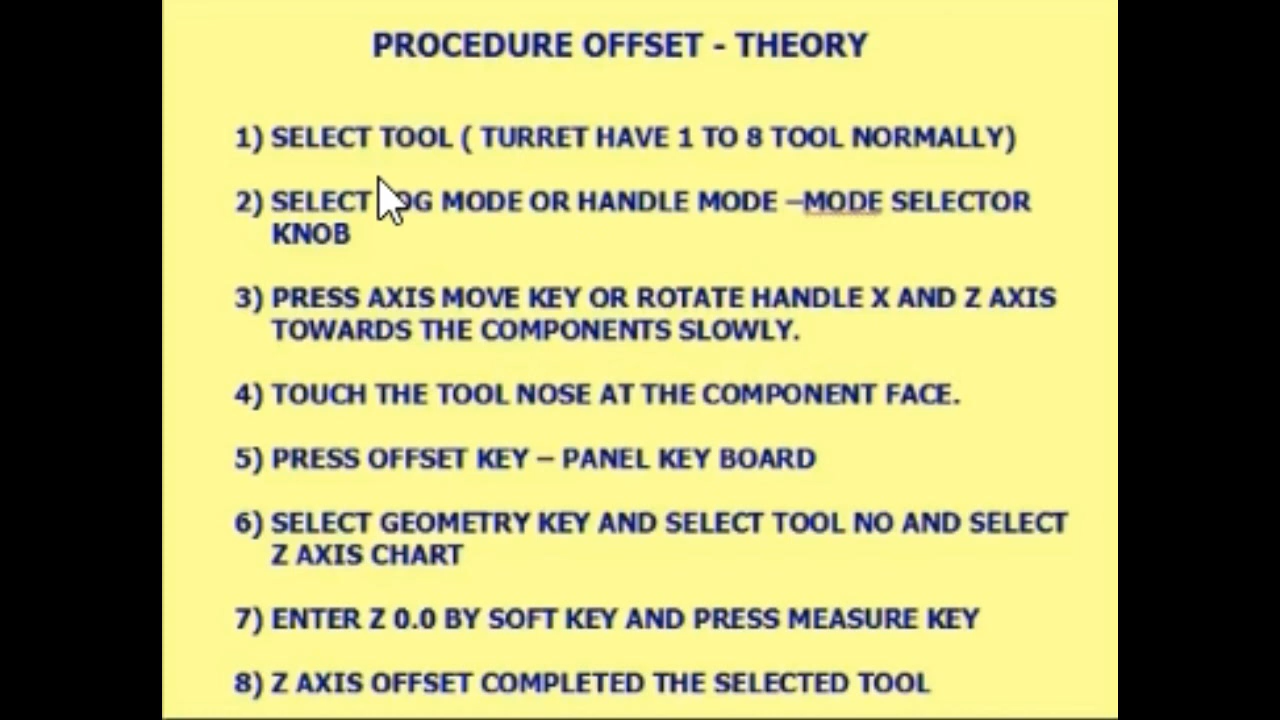 PROCEDURE OFFSET - THEORY
1) SELECT TOOL ( TURRET HAVE 1 TO 8 TOOL NORMALLY)
2) SELECT OG MODE OR HANDLE MODE –MODE SELECTOR
KNOB
3) PRESS AXIS MOVE KEY OR ROTATE HANDLE X AND Z AXIS
TOWARDS THE COMPONENTS SLOWLY.
4) TOUCH THE TOOL NOSE AT THE COMPONENT FACE.
5) PRESS OFFSET KEY – PANEL KEY BOARD
6) SELECT GEOMETRY KEY AND SELECT TOOL NO AND SELECT
Z AXIS CHART
7) ENTER Z 0.0 BY SOFT KEY AND PRESS MEASURE KEY
8) Z AXIS OFFSET COMPLETED THE SELECTED TOOL